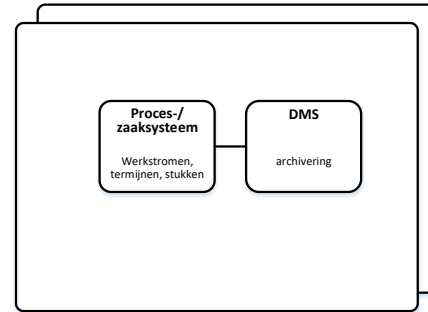 Proces-/
zaaksysteem
Werkstromen,
termijnen, stukken
DMS
archivering